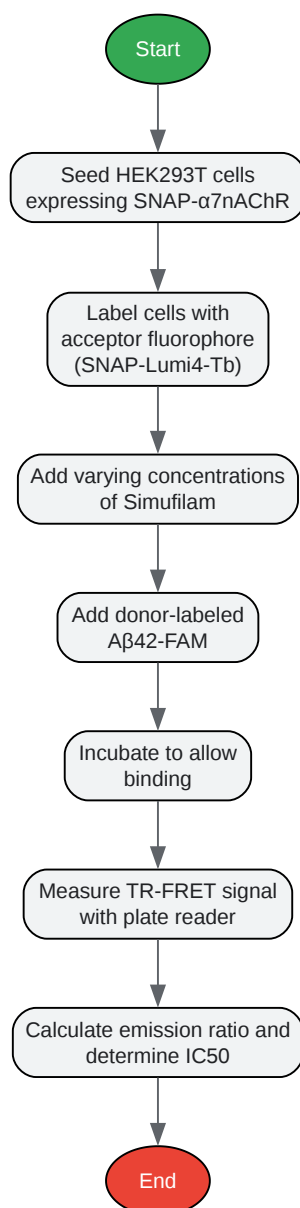 Start
Seed HEK293T cells
expressing SNAP-α7nAChR
Label cells with
acceptor fluorophore
(SNAP-Lumi4-Tb)
Add varying concentrations
of Simufilam
Add donor-labeled
Aβ42-FAM
Incubate to allow
binding
Measure TR-FRET signal
with plate reader
Calculate emission ratio and
determine IC50
End